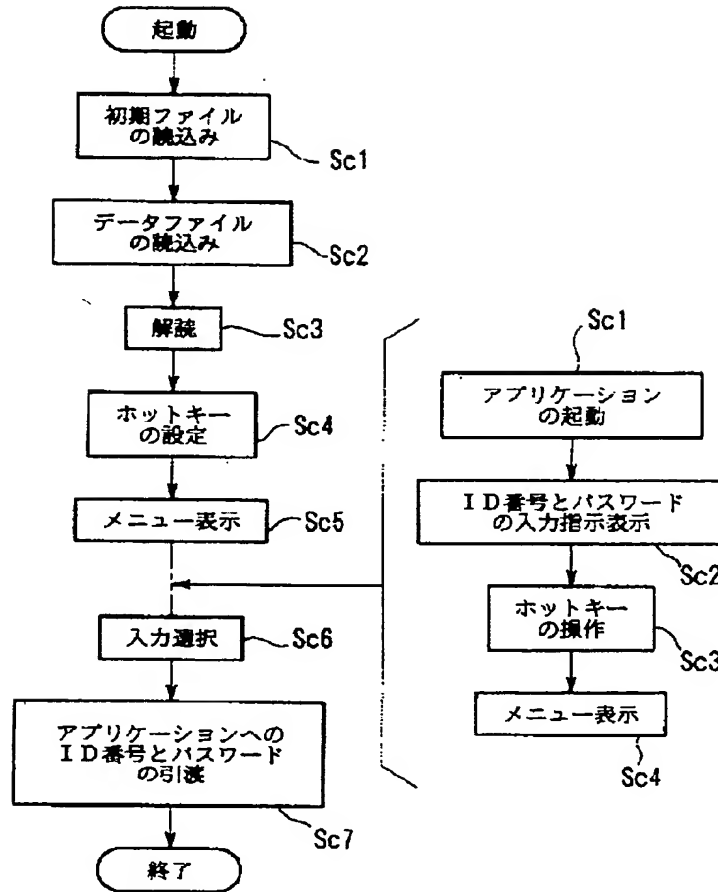 起動
初期ファイル
の読込み
Sc1
データファイル
の読込み
Sc2
解読
Sc3
ホットキー
の設定
Sc4
メニュー表示
Sc5
入力選択
Sc6
アプリケーションへの
ID番号とパスワード
の引渡
Sc7
終了
Sc1
アプリケーション
の起動
ID番号とパスワード
の入力指示表示
Sc2
ホットキー
の操作
Sc3
メニュー表示
Sc4